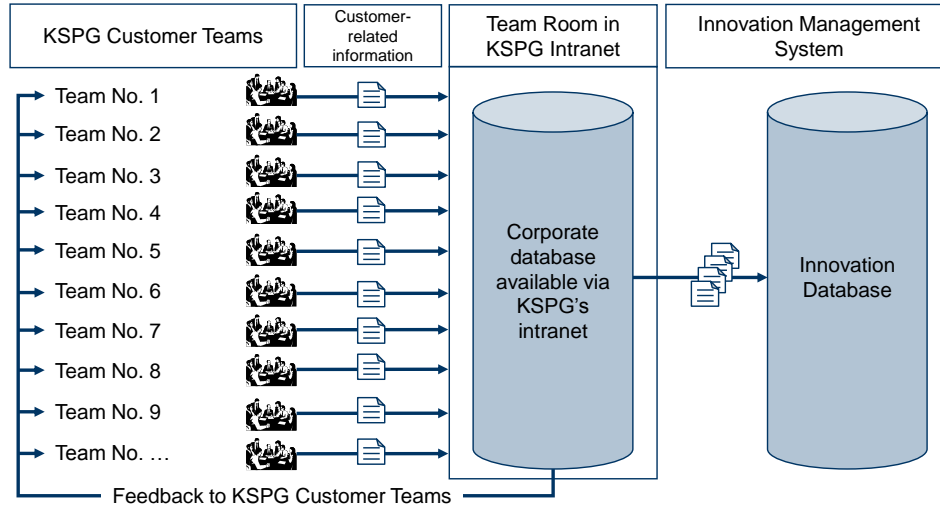 KSPG Customer Teams
Customer-
related
information
Team Room in
KSPG Intranet
Innovation Management
System
Team No. 1
Team No. 2
Team No. 3
Team No. 4
Team No. 5
Team No. 6
Team No. 7
Team No. 8
Team No. 9
Team No. …
Corporate
database
available via
KSPG’s
intranet
Innovation
Database
Feedback to KSPG Customer Teams